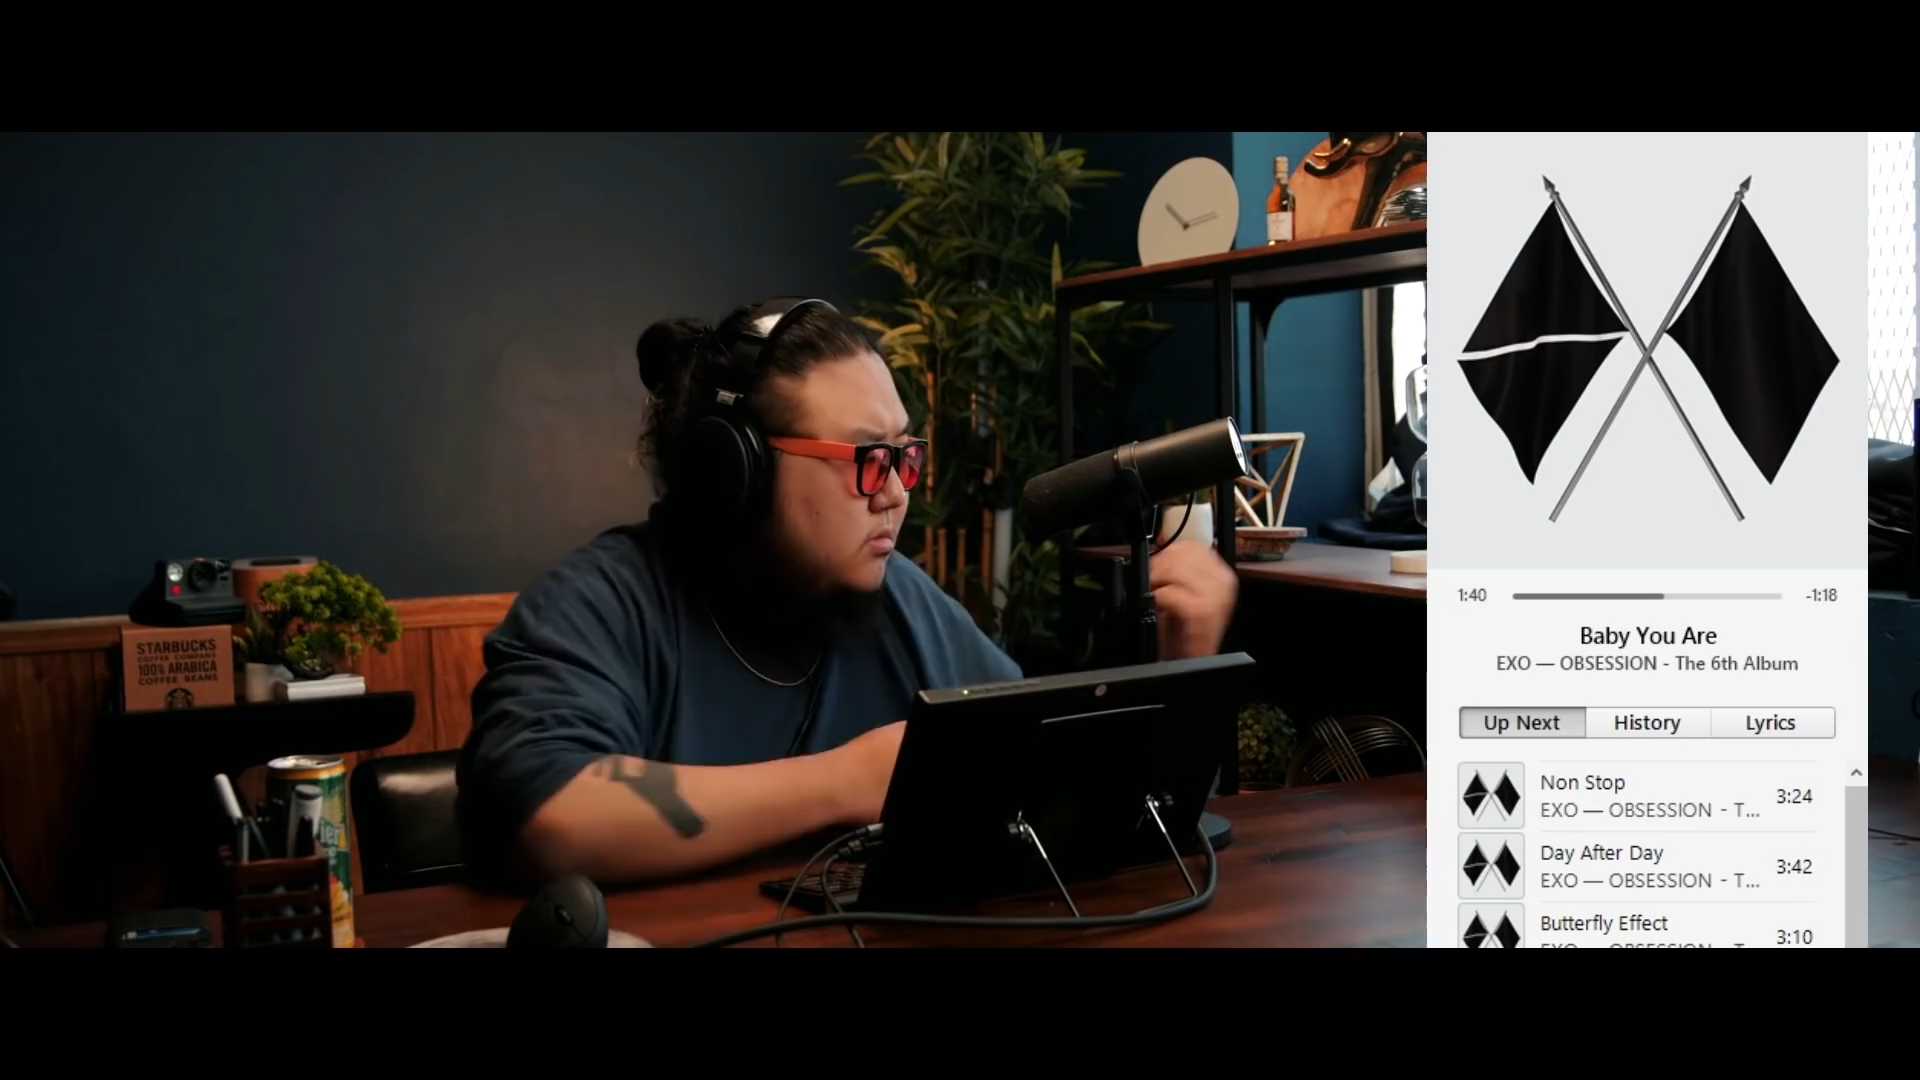 STARBUCKS
COFFEE COMPANY
100% ARABICA
COFFEE BEANS
1:40
-1:18
Baby You Are
EXO — OBSESSION - The 6th Album
Up Next
History
Lyrics
Non Stop
3:24
EXO — OBSESSION - T...
Day After Day
3:42
EXO — OBSESSION - T...
Butterfly Effect
3:10